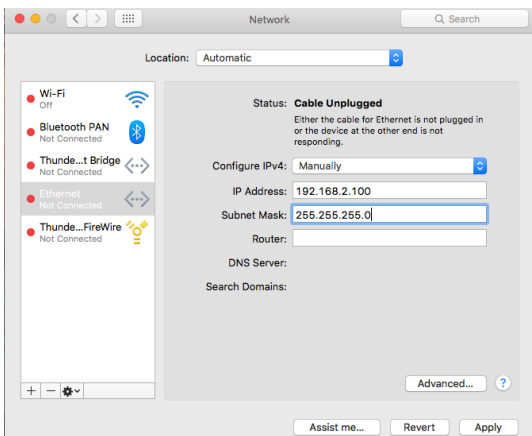 Network
Search
Location: Automatic
Wi-Fi
Off
Bluetooth PAN
Not Connected
Thunde...t Bridge
Not Connected
Ethernet
Not Connected
Thunde...FireWire
Not Connected
Status: Cable Unplugged
Either the cable for Ethernet is not plugged in
or the device at the other end is not
responding.
Configure IPv4: Manually
IP Address: 192.168.2.100
Subnet Mask: 255.255.255.0
Router:
DNS Server:
Search Domains:
Advanced... ?
Assist me... Revert Apply